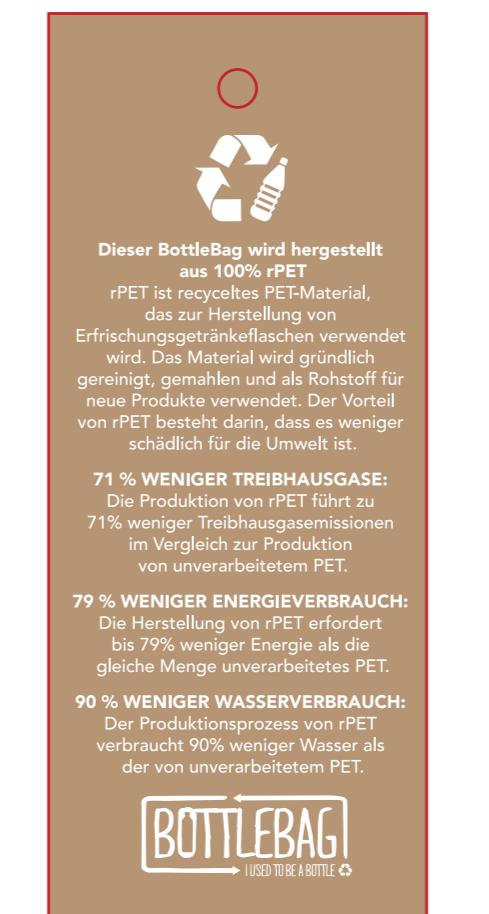 Dieser BottleBag wird hergestellt
aus 100% rPET
rPET ist recyceltes PET-Material,
das zur Herstellung von
Erfrischungsgetränkeflaschen verwendet
wird. Das Material wird gründlich
gereinigt, gemahlen und als Rohstoff für
neue Produkte verwendet. Der Vorteil
von rPET besteht darin, dass es weniger
schädlich für die Umwelt ist.
71 % WENIGER TREIBHAUSGASE:
Die Produktion von rPET führt zu
71% weniger Treibhausgasemissionen
im Vergleich zur Produktion
von unverarbeitetem PET.
79 % WENIGER ENERGIEVERBRAUCH:
Die Herstellung von rPET erfordert
bis 79% weniger Energie als die
gleiche Menge unverarbeitetes PET.
90 % WENIGER WASSERVERBRAUCH:
Der Produktionsprozess von rPET
verbraucht 90% weniger Wasser als
der von unverarbeitetem PET.
BOTTLEBAG
I USED TO BE A BOTTLE